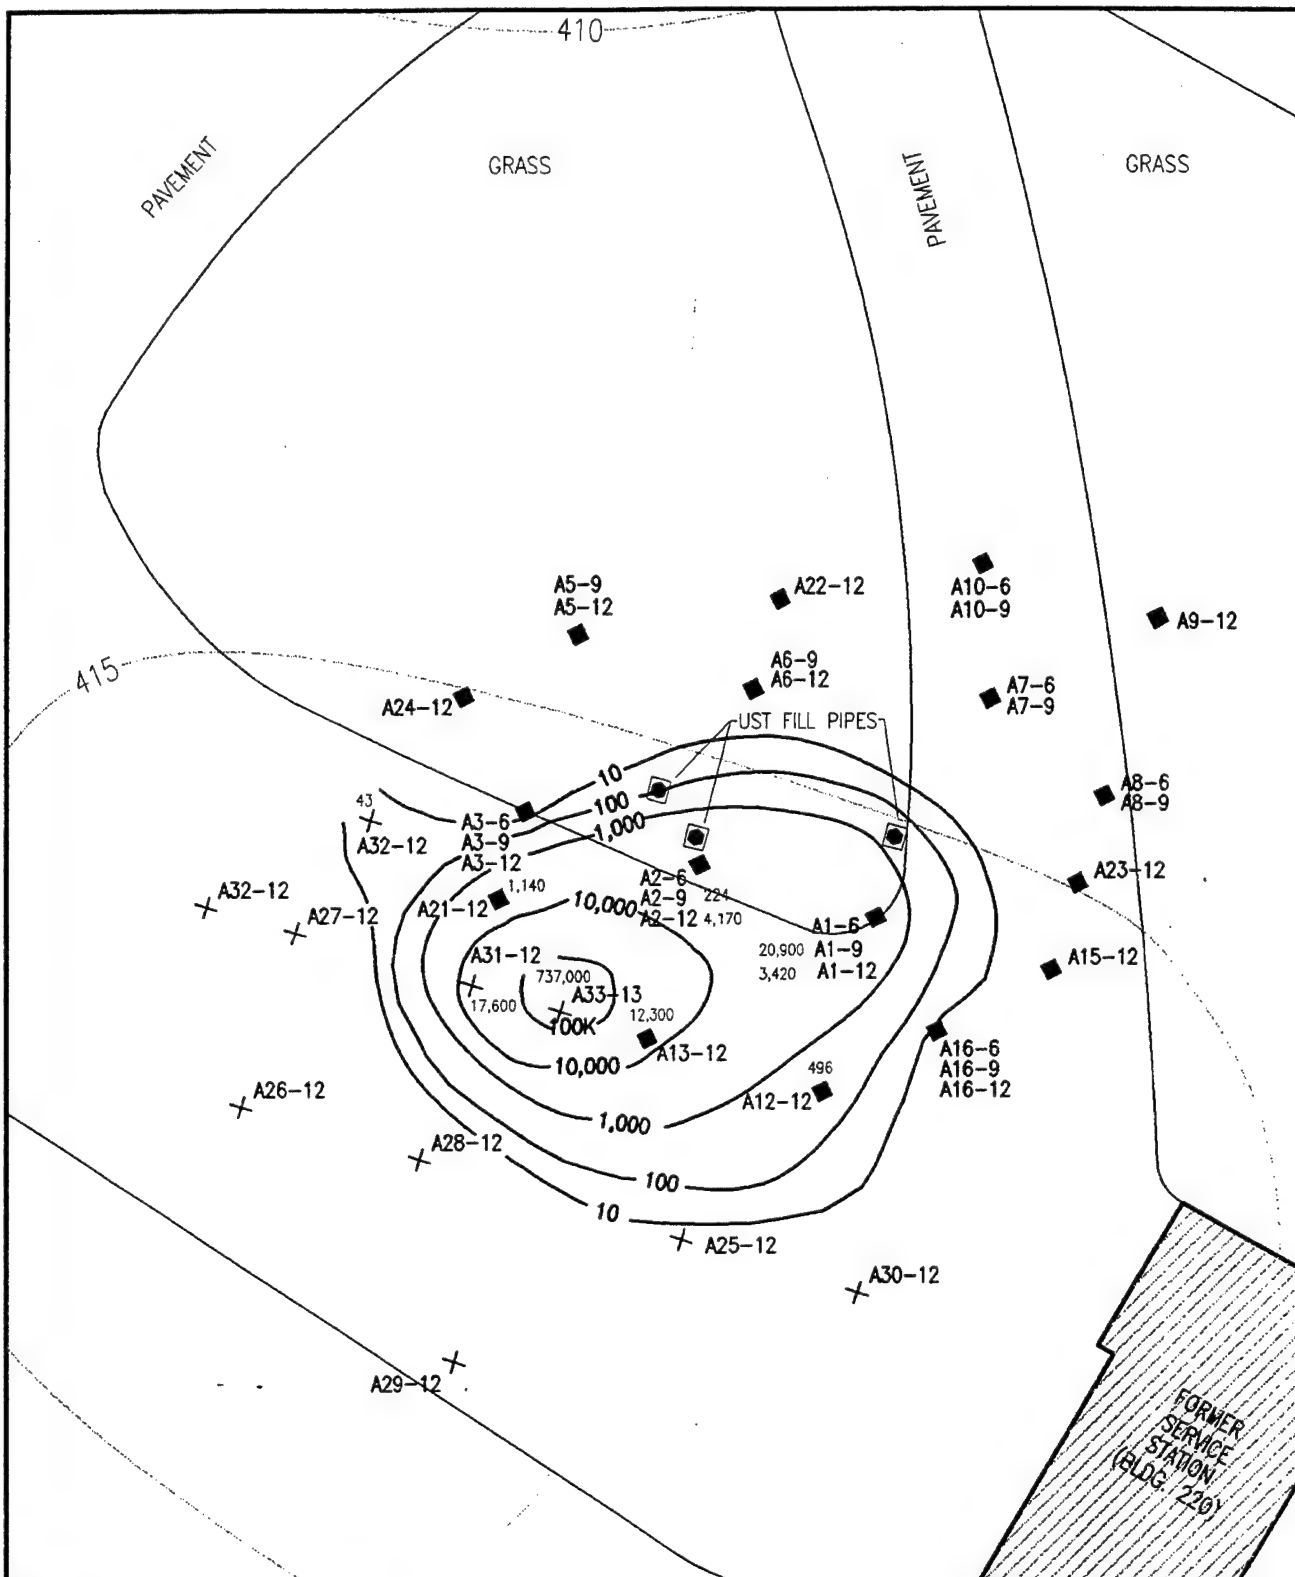 410
PAVEMENT
GRASS
PAVEMENT
GRASS
A5-9
A5-12
A22-12
A10-6
A10-9
A9-12
415
A24-12
A6-9
A6-12
A7-6
A7-9
UST FILL PIPES
10
100
1,000
A8-6
A8-9
43
A32-12
A3-6
A3-9
A3-12
A23-12
A32-12
A27-12
1,140
A21-12
10,000
A2-6
A2-9 224
A2-12 4,170
A1-6
20,900 A1-9
3,420 A1-12
A15-12
A31-12
17,600
737,000
A33-13
100K
12,300
A13-12
10,000
A16-6
A16-9
A16-12
496
A12-12
A26-12
1,000
A28-12
100
10
A25-12
A30-12
A29-12
FORMER
SERVICE
STATION
(BLDG. 220)